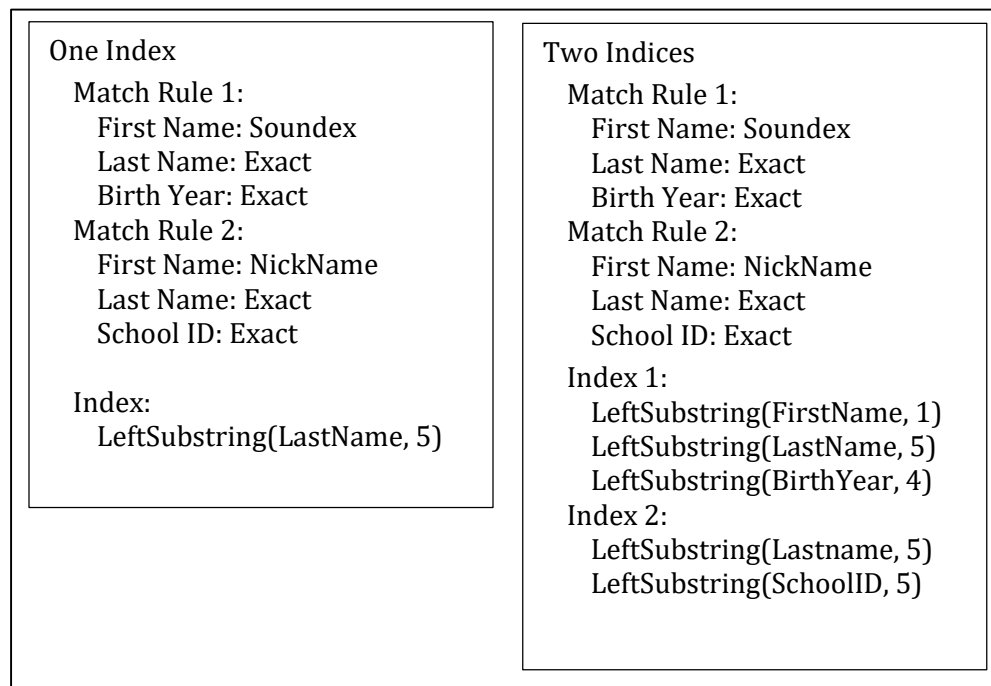 One Index
Match Rule 1:
First Name: Soundex
Last Name: Exact
Birth Year: Exact
Match Rule 2:
First Name: NickName
Last Name: Exact
School ID: Exact
Index:
LeftSubstring(LastName, 5)
Two Indices
Match Rule 1:
First Name: Soundex
Last Name: Exact
Birth Year: Exact
Match Rule 2:
First Name: NickName
Last Name: Exact
School ID: Exact
Index 1:
LeftSubstring(FirstName, 1)
LeftSubstring(LastName, 5)
LeftSubstring(BirthYear, 4)
Index 2:
LeftSubstring(Lastname, 5)
LeftSubstring(SchoolID, 5)